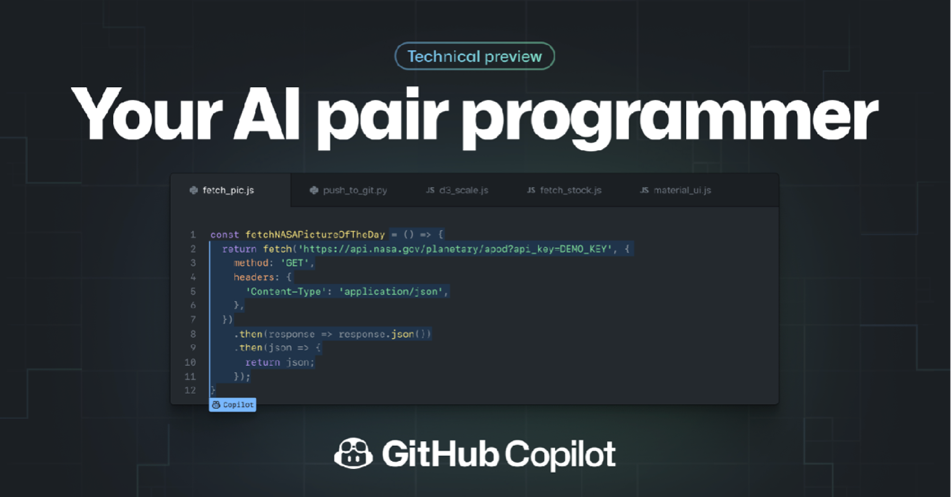 Technical preview
Your AI pair programmer
fetch_pic.js push_to_git.py JS d3_scale.js JS fetch_stock.js JS material_ui.js
1 const fetchNASAPictureOfTheDay = () => {
2 return fetch('https://api.nasa.gov/planetary/apod?api_key=DEMO_KEY', {
3 method: 'GET',
4 headers: {
5 'Content-Type': 'application/json',
6 },
7 })
8 .then(response => response.json())
9 .then(json => {
10 return json;
11 });
12 }
Copilot
GitHub Copilot